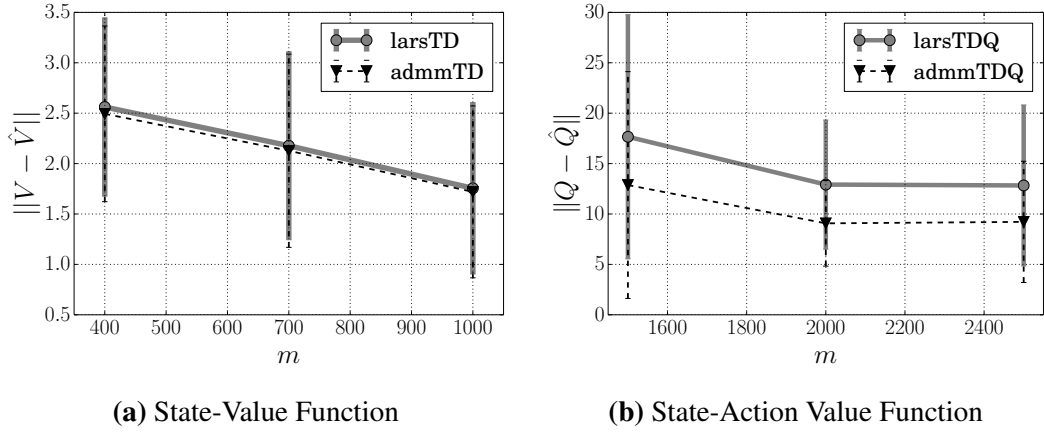 3.5
3.0
2.5
2.0
1.5
1.0
0.5
||V − V̂||
larsTD
admmTD
400 500 600 700 800 900 1000
m
(a) State-Value Function
30
25
20
15
10
5
0
||Q − Q̂||
larsTDQ
admmTDQ
1600 1800 2000 2200 2400
m
(b) State-Action Value Function